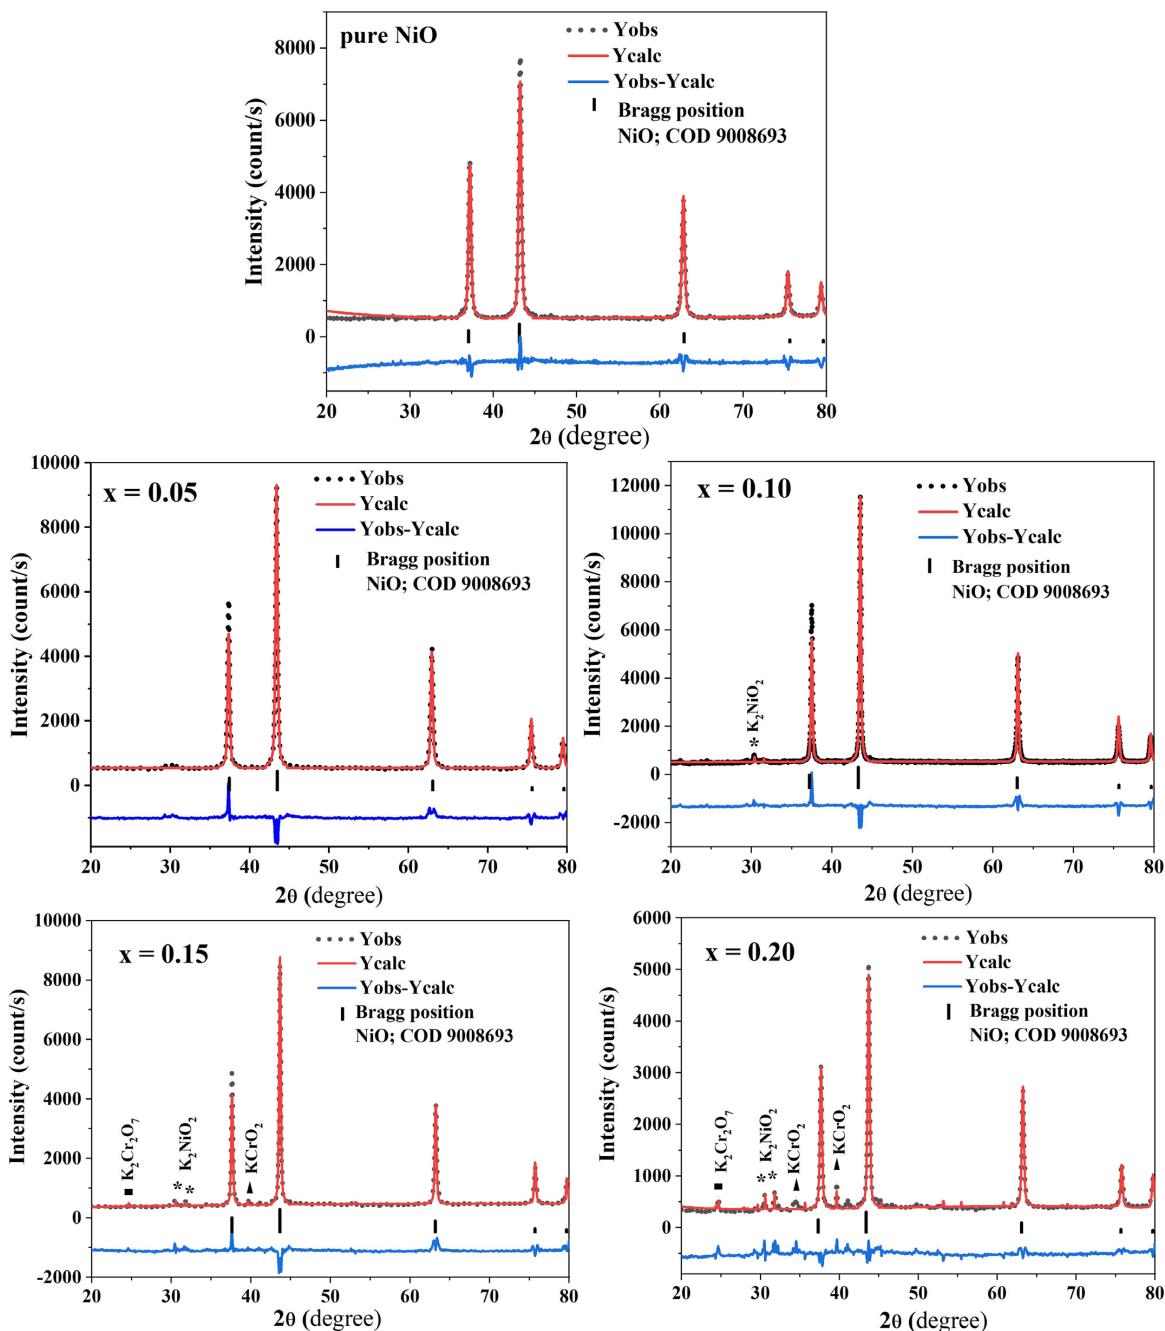 pure NiO
Yobs
Ycalc
Yobs-Ycalc
Bragg position
NiO; COD 9008693
Intensity (count/s)
8000
6000
4000
2000
0
20 30 40 50 60 70 80
2θ (degree)
x = 0.05
Yobs
Ycalc
Yobs-Ycalc
Bragg position
NiO; COD 9008693
Intensity (count/s)
10000
8000
6000
4000
2000
0
20 30 40 50 60 70 80
2θ (degree)
x = 0.10
Yobs
Ycalc
Yobs-Ycalc
Bragg position
NiO; COD 9008693
* K₂NiO₂
Intensity (count/s)
12000
10000
8000
6000
4000
2000
0
-2000
20 30 40 50 60 70 80
2θ (degree)
x = 0.15
Yobs
Ycalc
Yobs-Ycalc
Bragg position
NiO; COD 9008693
K₂Cr₂O₇
* * K₂NiO₂
KCrO₂
Intensity (count/s)
10000
8000
6000
4000
2000
0
-2000
20 30 40 50 60 70 80
2θ (degree)
x = 0.20
Yobs
Ycalc
Yobs-Ycalc
Bragg position
NiO; COD 9008693
K₂Cr₂O₇
* * K₂NiO₂
KCrO₂
KCrO₂
Intensity (count/s)
6000
5000
4000
3000
2000
1000
0
20 30 40 50 60 70 80
2θ (degree)